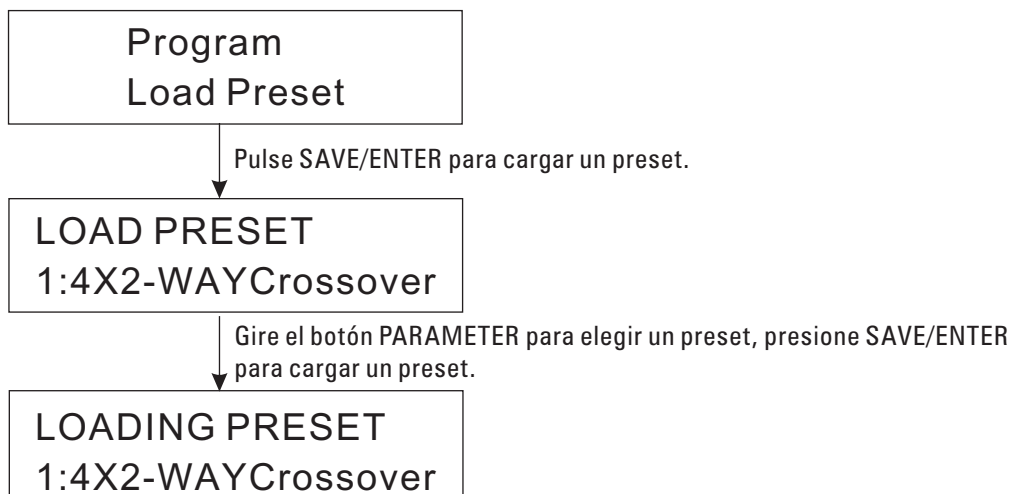 Program
Load Preset
Pulse SAVE/ENTER para cargar un preset.
LOAD PRESET
1:4X2-WAYCrossover
Gire el botón PARAMETER para elegir un preset, presione SAVE/ENTER
para cargar un preset.
LOADING PRESET
1:4X2-WAYCrossover